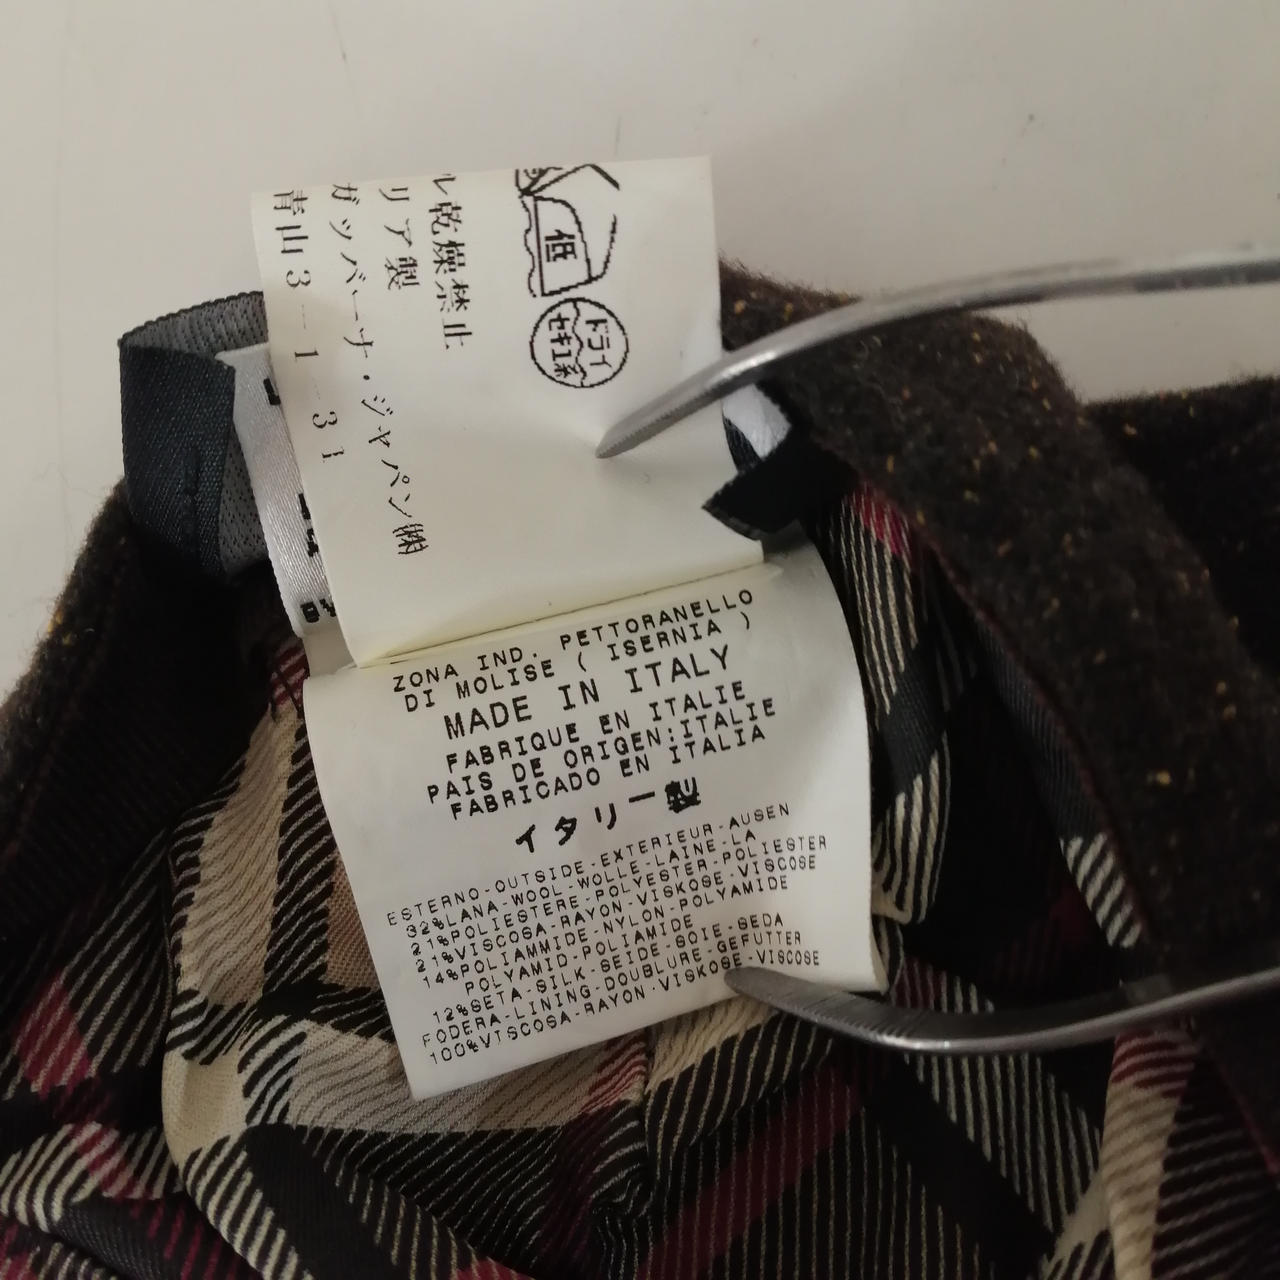 低
ドライ
セキユ系
ル乾燥禁止
リア製
ガッバーナ・ジャパン㈱
青山3-1-31
ZONA IND. PETTORANELLO
DI MOLISE ( ISERNIA )
MADE IN ITALY
FABRIQUE EN ITALIE
PAIS DE ORIGEN:ITALIE
FABRICADO EN ITALIA
イタリー製
ESTERNO-OUTSIDE-EXTERIEUR-AUSEN
32%LANA-WOOL-WOLLE-LAINE-LA
21%POLIESTERE-POLYESTER-POLIESTER
21%VISCOSA-RAYON-VISKOSE-VISCOSE
14%POLIAMMIDE-NYLON-POLYAMIDE
POLYAMID-POLIAMIDE
12%SETA-SILK-SEIDE-SOIE-SEDA
FODERA-LINING-DOUBLURE-GEFUTTER
100%VISCOSA-RAYON-VISKOSE-VISCOSE